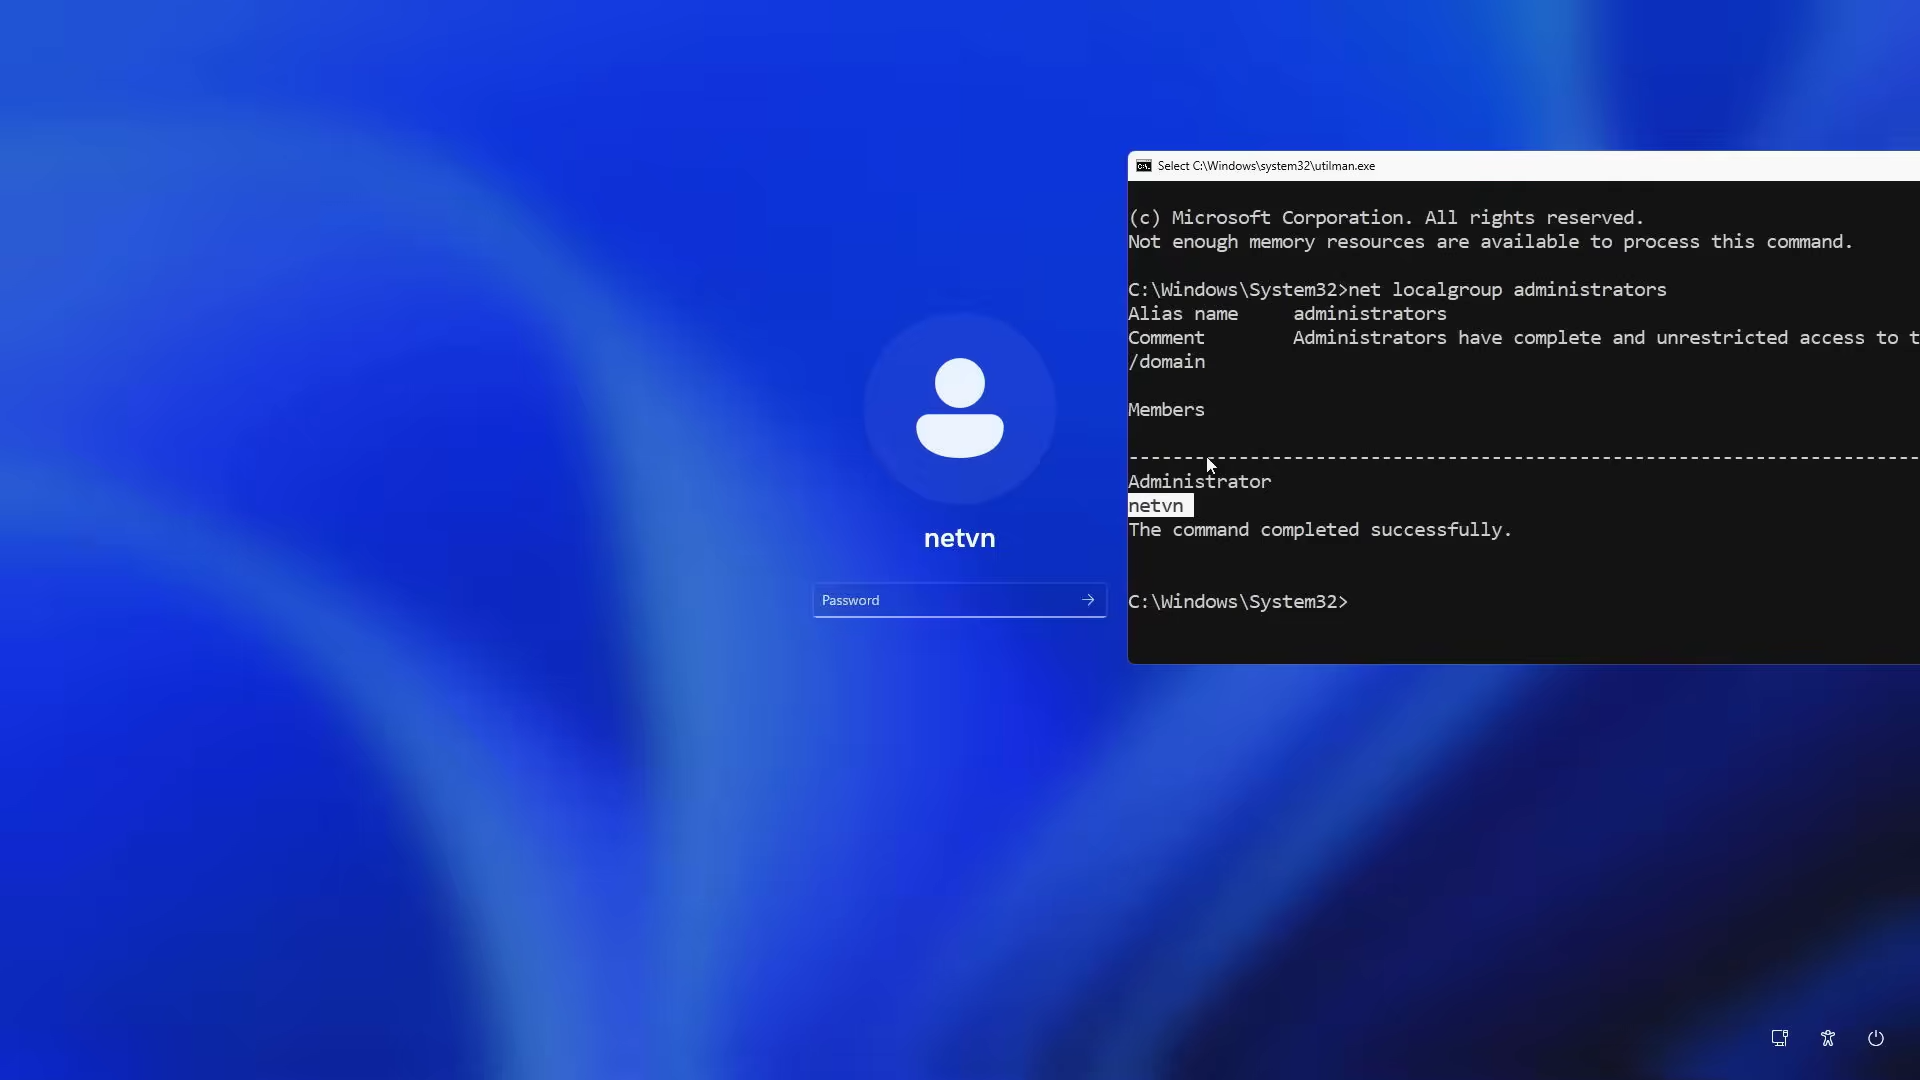 netvn
Password
Select C:\Windows\system32\utilman.exe
(c) Microsoft Corporation. All rights reserved.
Not enough memory resources are available to process this command.
C:\Windows\System32>net localgroup administrators
Alias name     administrators
Comment        Administrators have complete and unrestricted access to t
/domain
Members
-------------------------------------------------------------------------
Administrator
netvn
The command completed successfully.
C:\Windows\System32>